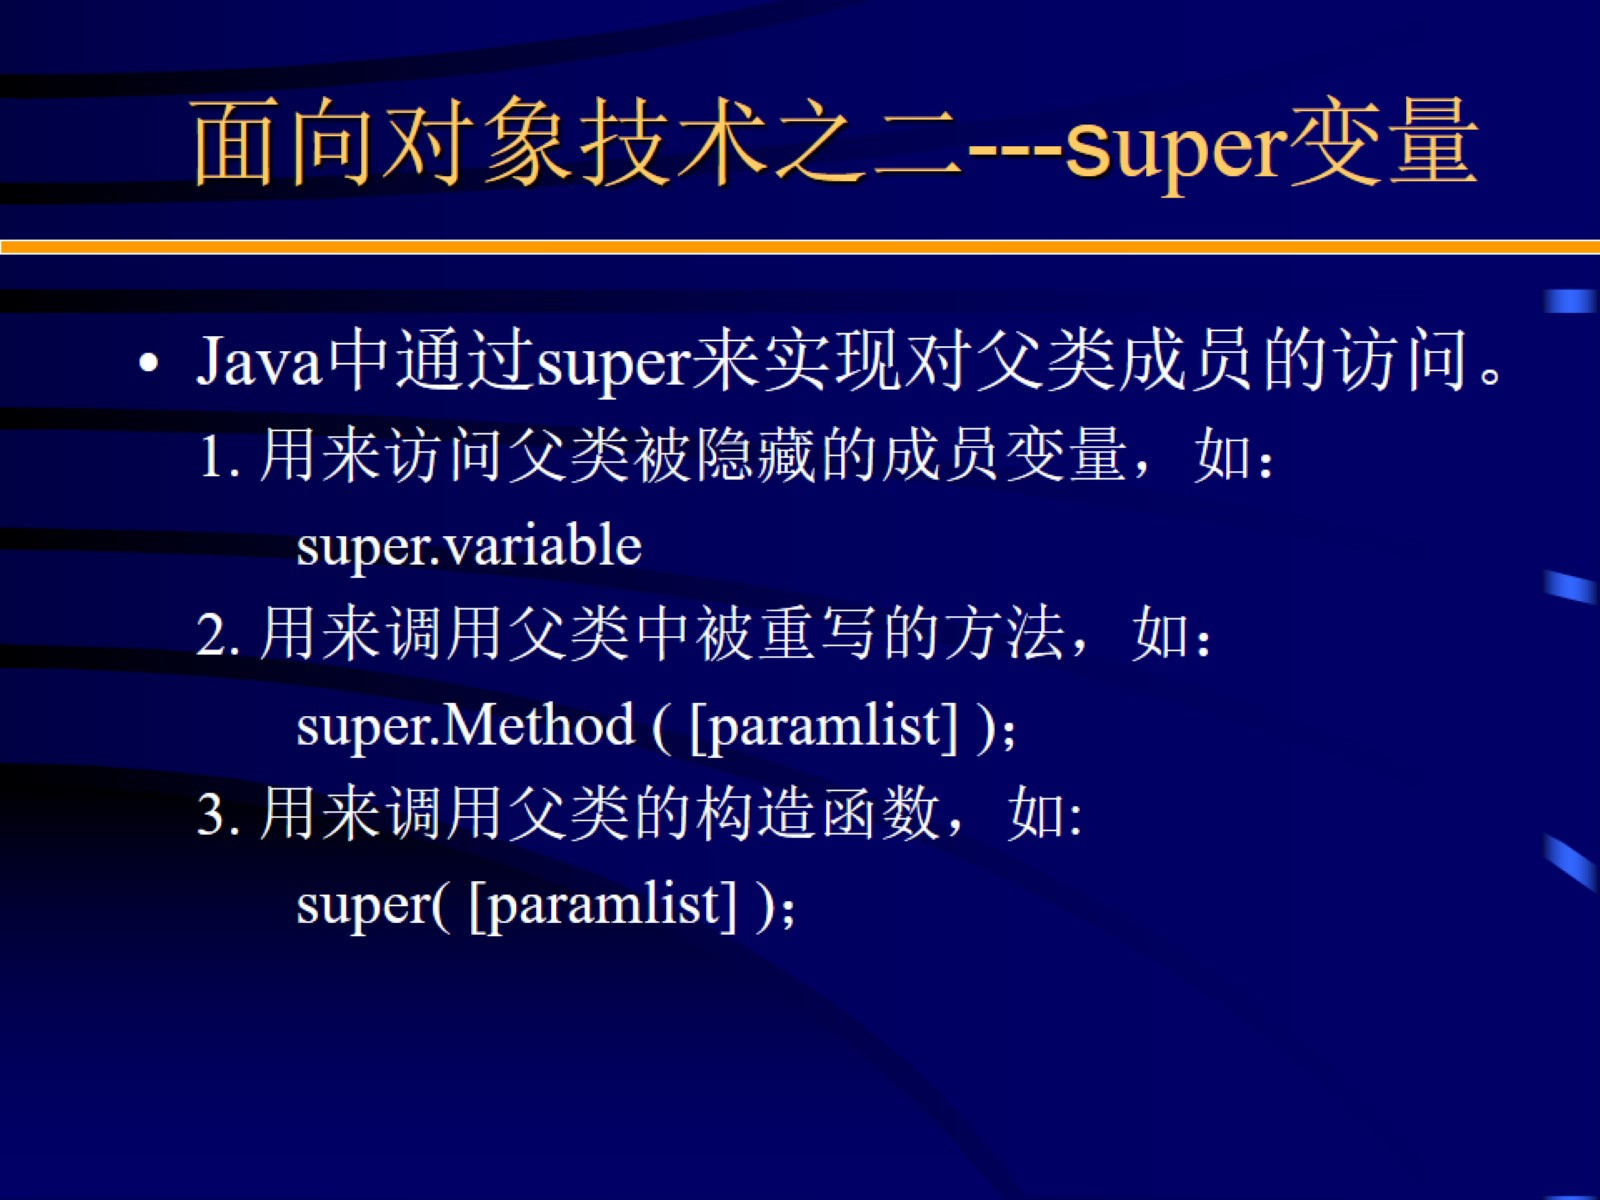 面向对象技术之二---super变量
• Java中通过super来实现对父类成员的访问。
1. 用来访问父类被隐藏的成员变量，如：
super.variable
2. 用来调用父类中被重写的方法，如：
super.Method ( [paramlist] )；
3. 用来调用父类的构造函数，如:
super( [paramlist] )；